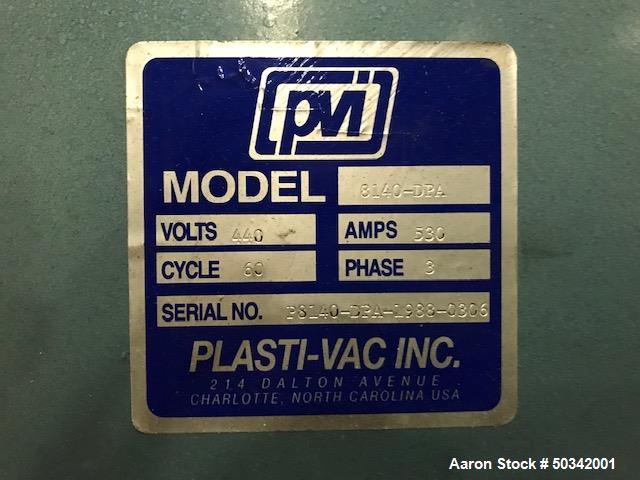 pvi
MODEL 8140-DPA
VOLTS 440 AMPS 530
CYCLE 60 PHASE 3
SERIAL NO. P8140-DPA-1988-0306
PLASTI-VAC INC.
214 DALTON AVENUE
CHARLOTTE, NORTH CAROLINA USA
Aaron Stock # 50342001